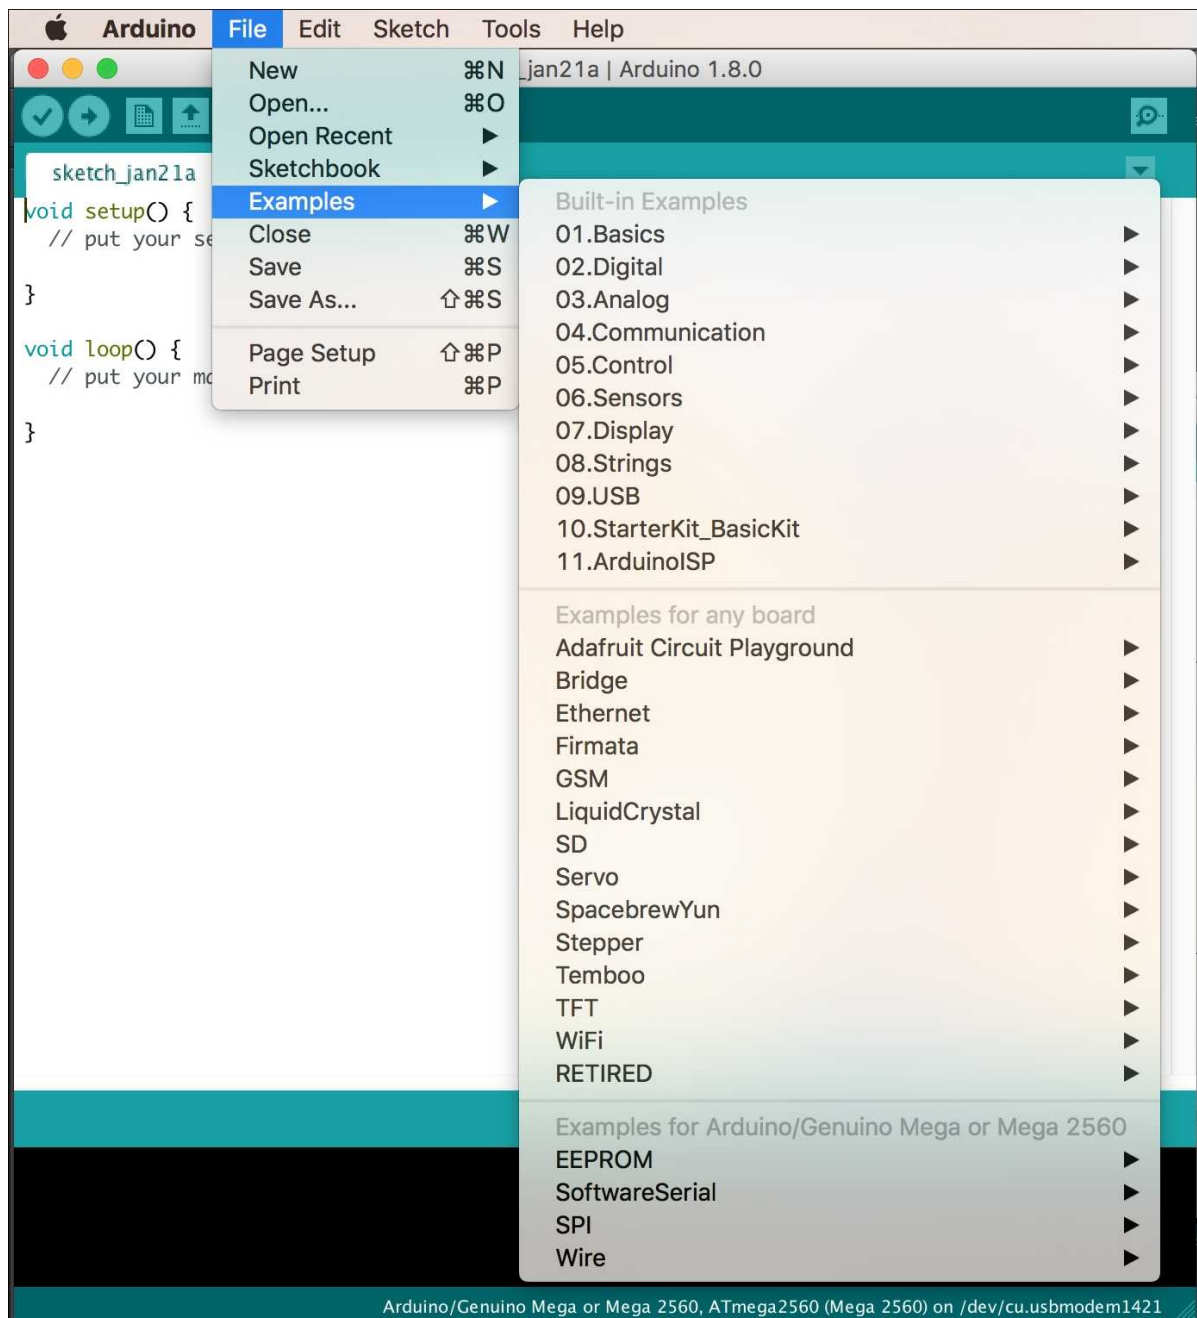 Arduino File Edit Sketch Tools Help
_jan21a | Arduino 1.8.0
New ⌘N
Open... ⌘O
Open Recent
Sketchbook
Examples
Close ⌘W
Save ⌘S
Save As... ⇧⌘S
Page Setup ⇧⌘P
Print ⌘P
sketch_jan21a
void setup() {
// put your se
}
void loop() {
// put your
}
Built-in Examples
01.Basics
02.Digital
03.Analog
04.Communication
05.Control
06.Sensors
07.Display
08.Strings
09.USB
10.StarterKit_BasicKit
11.ArduinoISP
Examples for any board
Adafruit Circuit Playground
Bridge
Ethernet
Firmata
GSM
LiquidCrystal
SD
Servo
SpacebrewYun
Stepper
Temboo
TFT
WiFi
RETIRED
Examples for Arduino/Genuino Mega or Mega 2560
EEPROM
SoftwareSerial
SPI
Wire
Arduino/Genuino Mega or Mega 2560, ATmega2560 (Mega 2560) on /dev/cu.usbmodem1421